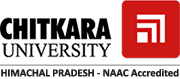 CHITKARA
UNIVERSITY
HIMACHAL PRADESH - NAAC Accredited